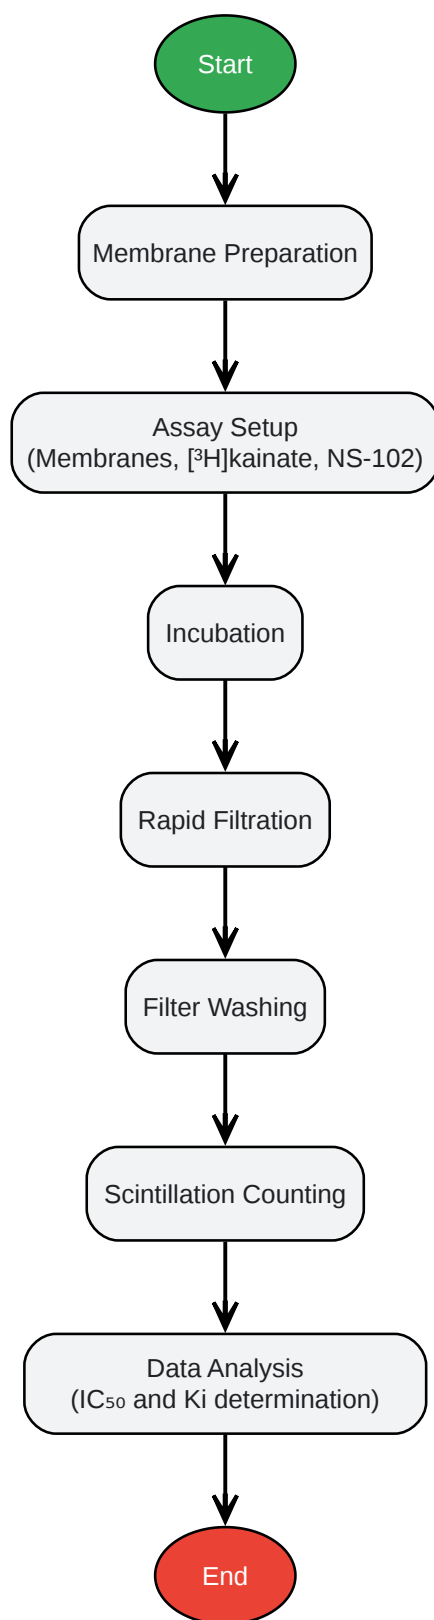 Start
Membrane Preparation
Assay Setup
(Membranes, [³H]kainate, NS-102)
Incubation
Rapid Filtration
Filter Washing
Scintillation Counting
Data Analysis
(IC₅₀ and Ki determination)
End